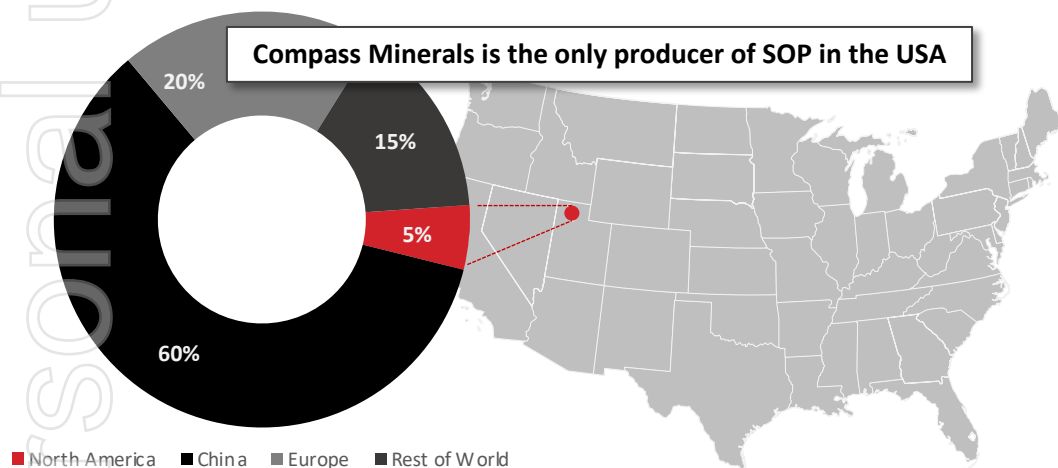 Compass Minerals is the only producer of SOP in the USA
20%
15%
5%
60%
North America China Europe Rest of World